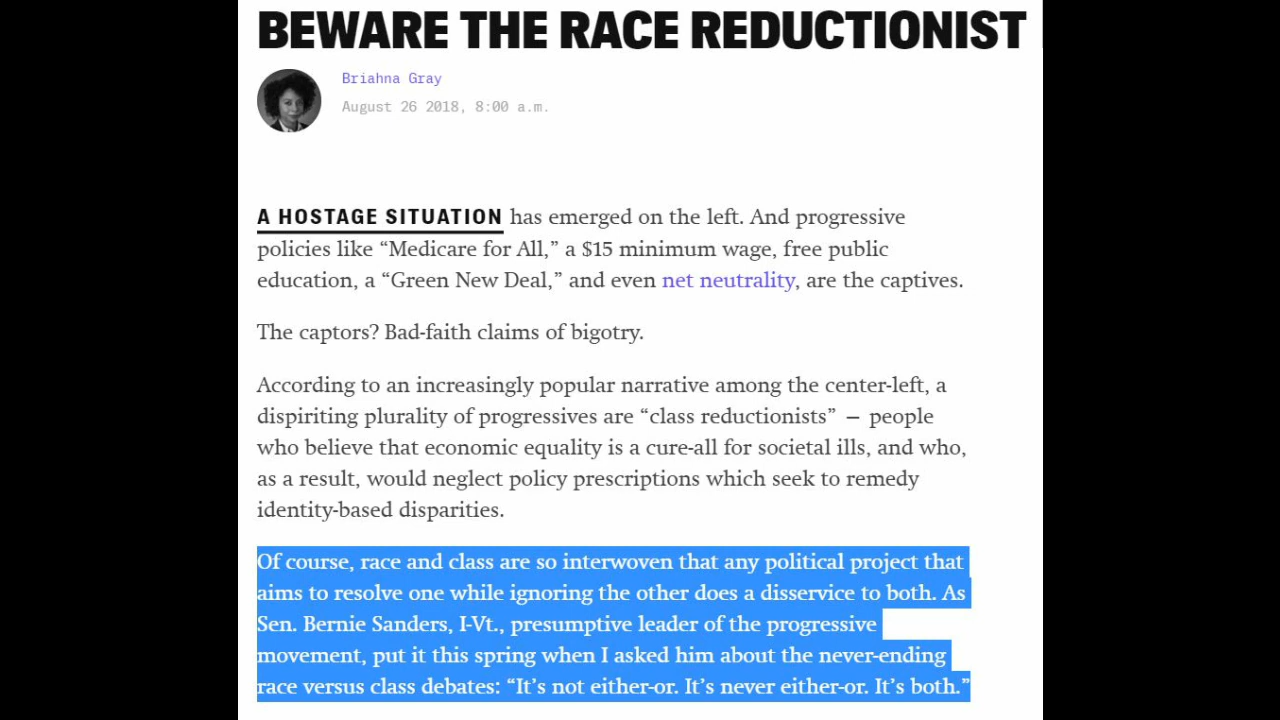 BEWARE THE RACE REDUCTIONIST
Briahna Gray
August 26 2018, 8:00 a.m.
A HOSTAGE SITUATION has emerged on the left. And progressive
policies like “Medicare for All,” a $15 minimum wage, free public
education, a “Green New Deal,” and even net neutrality, are the captives.
The captors? Bad-faith claims of bigotry.
According to an increasingly popular narrative among the center-left, a
dispiriting plurality of progressives are “class reductionists” — people
who believe that economic equality is a cure-all for societal ills, and who,
as a result, would neglect policy prescriptions which seek to remedy
identity-based disparities.
Of course, race and class are so interwoven that any political project that
aims to resolve one while ignoring the other does a disservice to both. As
Sen. Bernie Sanders, I-Vt., presumptive leader of the progressive
movement, put it this spring when I asked him about the never-ending
race versus class debates: “It’s not either-or. It’s never either-or. It’s both.”